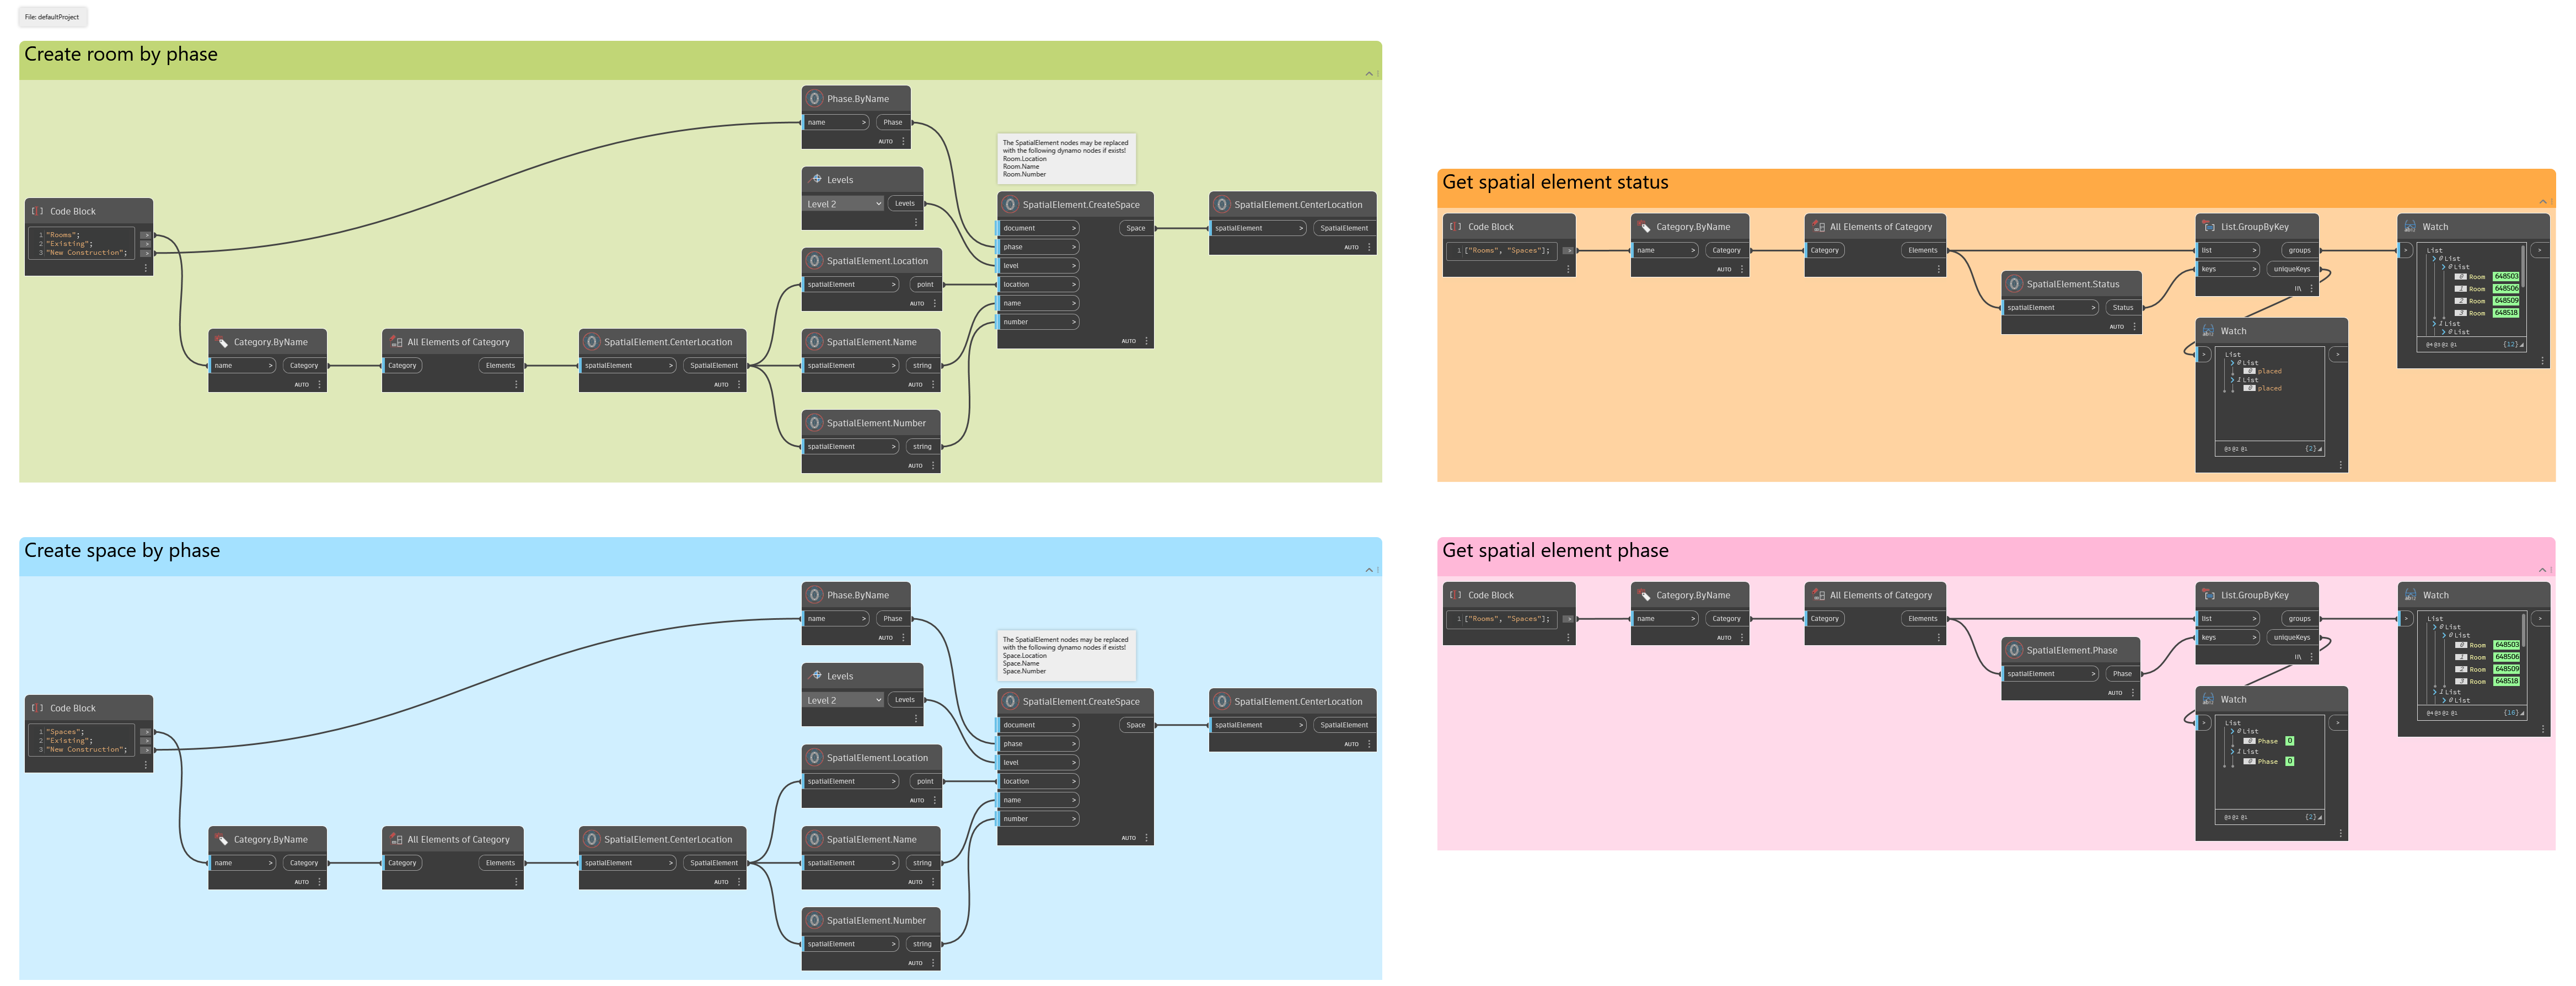 File: defaultProject
Create room by phase
Code Block
1 "Rooms";
2 "Existing";
3 "New Construction";
Category.ByName
name > Category
AUTO
All Elements of Category
Category Elements
SpatialElement.CenterLocation
spatialElement > SpatialElement
AUTO
Phase.ByName
name > Phase
AUTO
Levels
Level 2 Levels
SpatialElement.Location
spatialElement > point
AUTO
SpatialElement.Name
spatialElement > string
AUTO
SpatialElement.Number
spatialElement > string
AUTO
The SpatialElement nodes may be replaced
with the following dynamo nodes if exists!
Room.Location
Room.Name
Room.Number
SpatialElement.CreateSpace
document > Space
phase >
level >
location >
name >
number >
AUTO
SpatialElement.CenterLocation
spatialElement > SpatialElement
AUTO
Get spatial element status
Code Block
1 ["Rooms", "Spaces"];
Category.ByName
name > Category
AUTO
All Elements of Category
Category Elements
SpatialElement.Status
spatialElement > Status
AUTO
List.GroupByKey
list > groups
keys > uniqueKeys
Watch
> >
List
0 List
0 placed
1 List
0 placed
@3 @2 @1 {2}
Watch
> >
List
0 List
0 List
0 Room 648503
1 Room 648506
2 Room 648509
3 Room 648518
1 List
0 List
@4 @3 @2 @1 {12}
Create space by phase
Code Block
1 "Spaces";
2 "Existing";
3 "New Construction";
Category.ByName
name > Category
AUTO
All Elements of Category
Category Elements
SpatialElement.CenterLocation
spatialElement > SpatialElement
AUTO
Phase.ByName
name > Phase
AUTO
Levels
Level 2 Levels
SpatialElement.Location
spatialElement > point
AUTO
SpatialElement.Name
spatialElement > string
AUTO
SpatialElement.Number
spatialElement > string
AUTO
The SpatialElement nodes may be replaced
with the following dynamo nodes if exists!
Space.Location
Space.Name
Space.Number
SpatialElement.CreateSpace
document > Space
phase >
level >
location >
name >
number >
AUTO
SpatialElement.CenterLocation
spatialElement > SpatialElement
AUTO
Get spatial element phase
Code Block
1 ["Rooms", "Spaces"];
Category.ByName
name > Category
AUTO
All Elements of Category
Category Elements
SpatialElement.Phase
spatialElement > Phase
AUTO
List.GroupByKey
list > groups
keys > uniqueKeys
Watch
> >
List
0 List
0 Phase 0
1 List
0 Phase 0
@3 @2 @1 {2}
Watch
> >
List
0 List
0 List
0 Room 648503
1 Room 648506
2 Room 648509
3 Room 648518
1 List
0 List
@4 @3 @2 @1 {16}